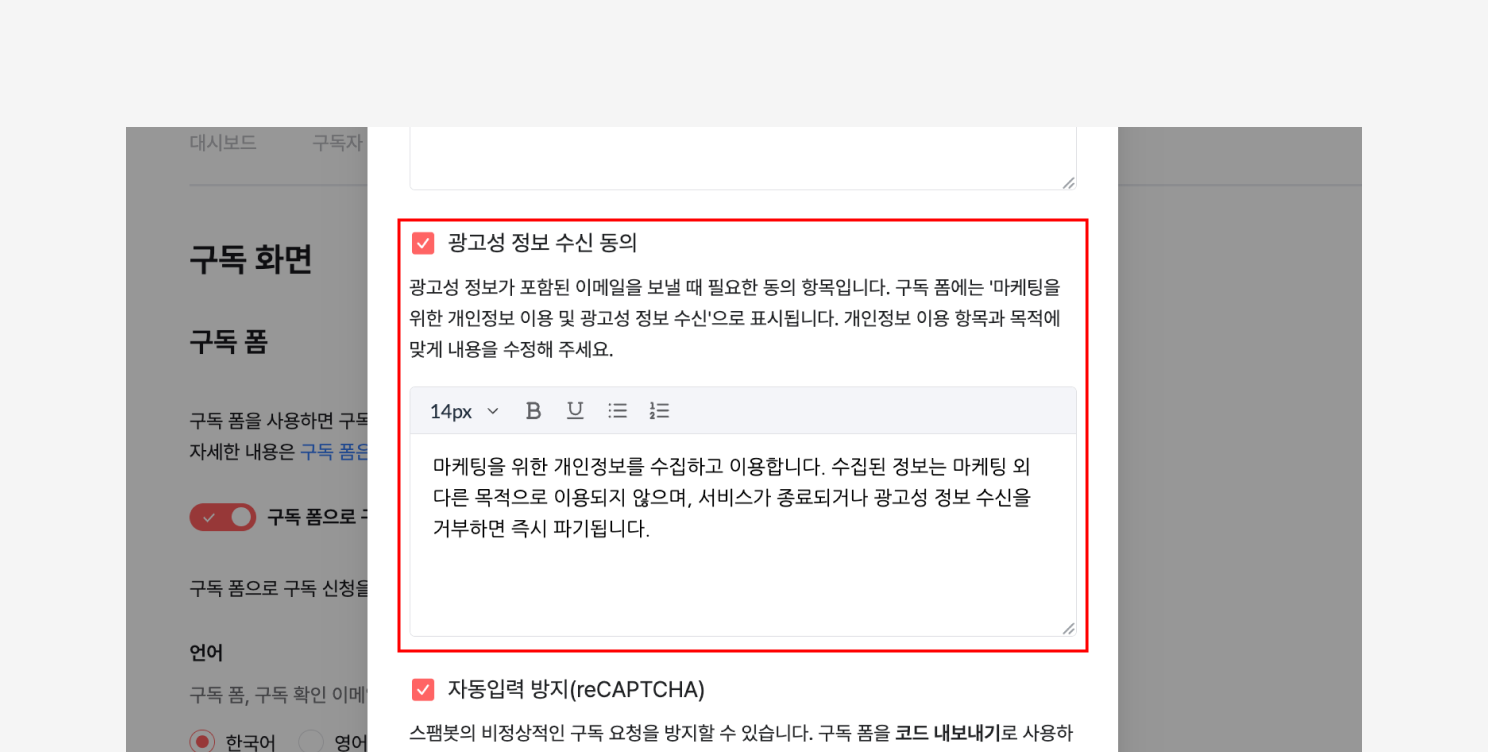 대시보드
구독자
구독 화면
구독 폼
구독 폼을 사용하면 구독
자세한 내용은 구독 폼은
구독 폼으로
구독 폼으로 구독 신청을
언어
구독 폼, 구독 확인
한국어
영어
광고성 정보 수신 동의
광고성 정보가 포함된 이메일을 보낼 때 필요한 동의 항목입니다. 구독 폼에는 '마케팅을
위한 개인정보 이용 및 광고성 정보 수신'으로 표시됩니다. 개인정보 이용 항목과 목적에
맞게 내용을 수정해 주세요.
14px B U
마케팅을 위한 개인정보를 수집하고 이용합니다. 수집된 정보는 마케팅 외
다른 목적으로 이용되지 않으며, 서비스가 종료되거나 광고성 정보 수신을
거부하면 즉시 파기됩니다.
자동입력 방지(reCAPTCHA)
스팸봇의 비정상적인 구독 요청을 방지할 수 있습니다. 구독 폼을 코드 내보내기로 사용하